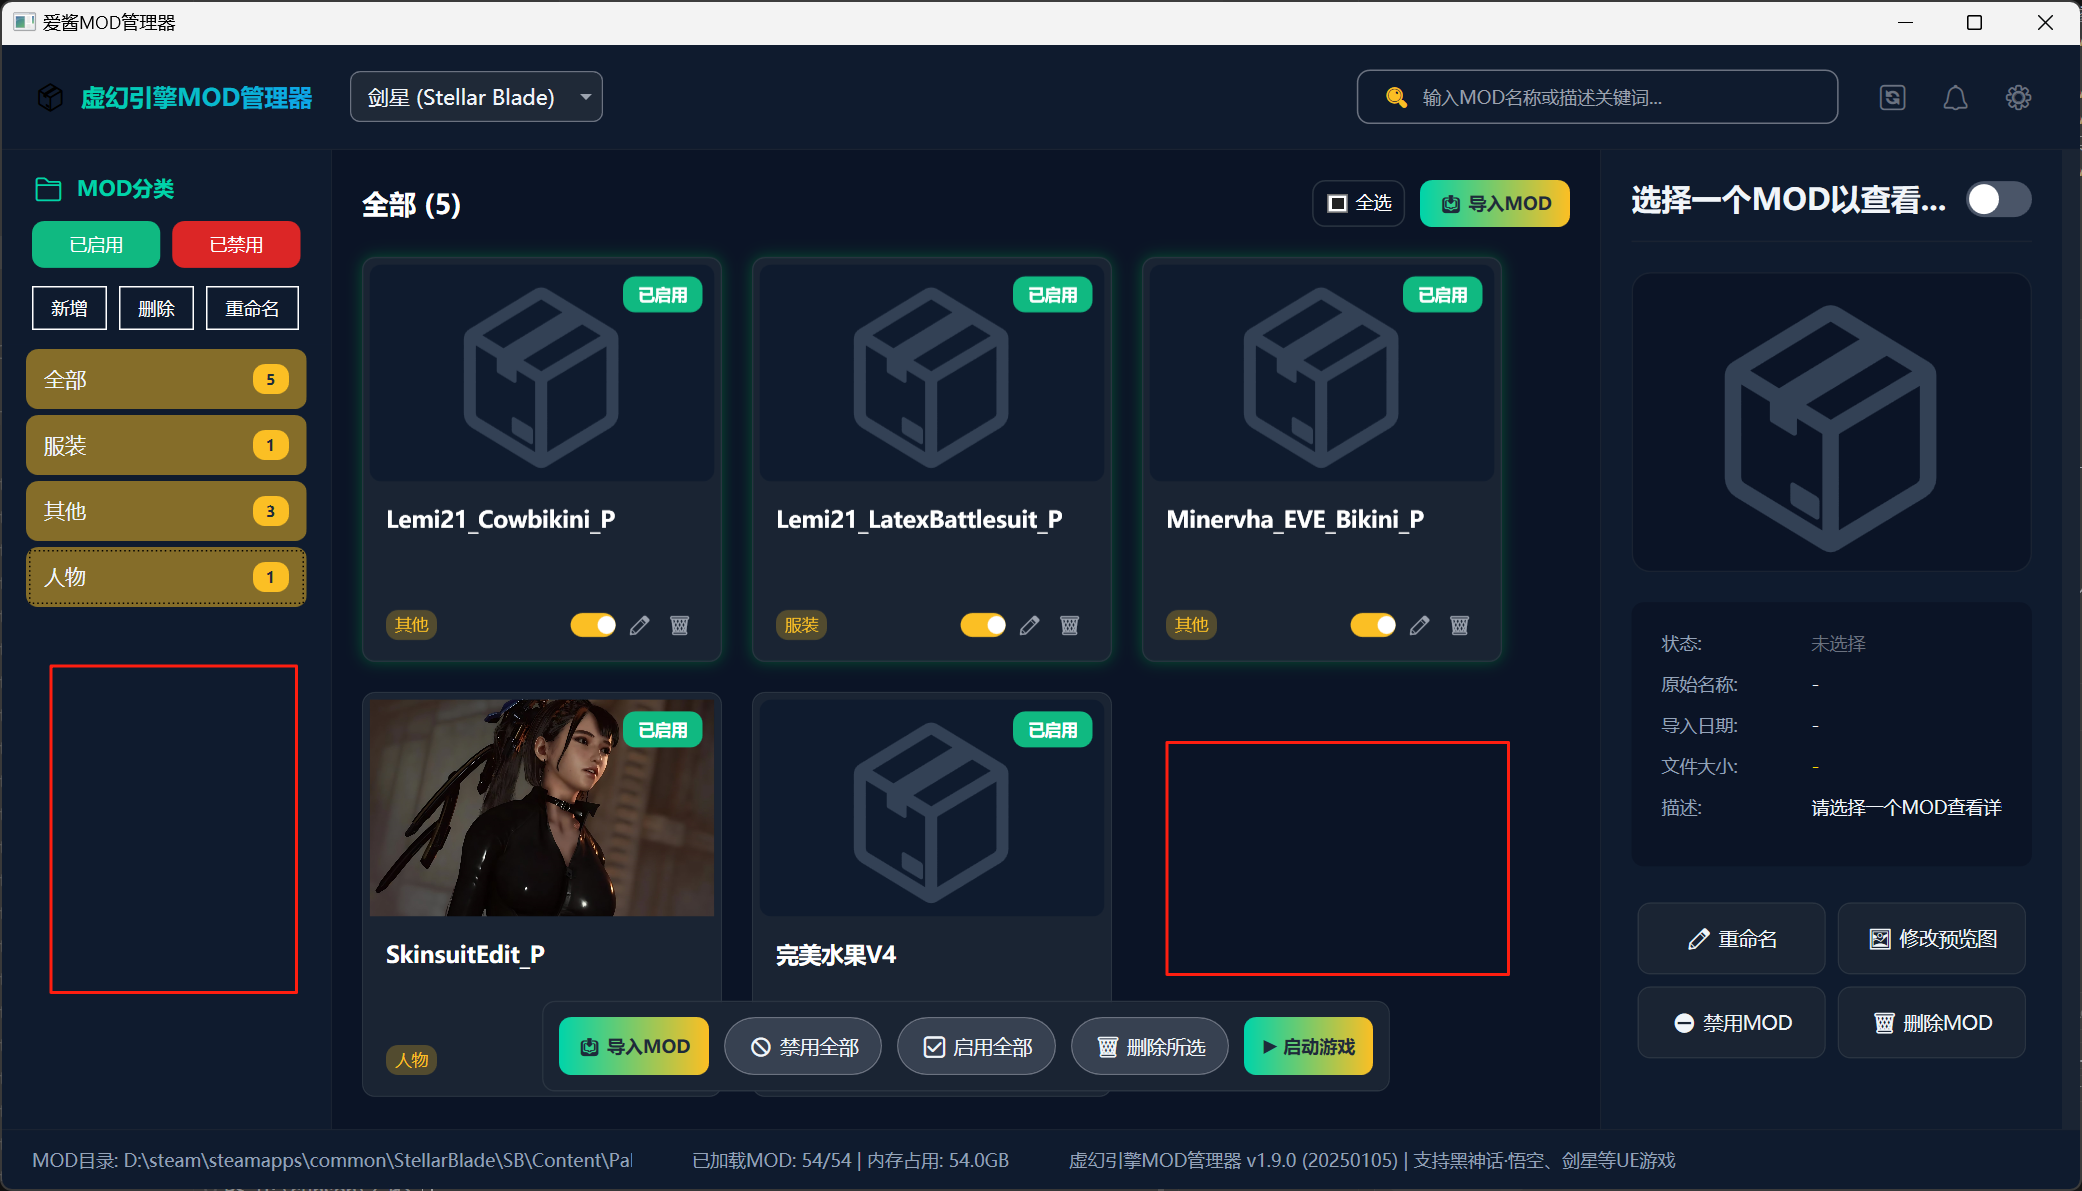 爱酱MOD管理器
虚幻引擎MOD管理器
剑星 (Stellar Blade)
输入MOD名称或描述关键词...
MOD分类
已启用
已禁用
新增
删除
重命名
全部 5
服装 1
其他 3
人物 1
全部 (5)
全选
导入MOD
已启用
Lemi21_Cowbikini_P
其他
已启用
Lemi21_LatexBattlesuit_P
服装
已启用
Minervha_EVE_Bikini_P
其他
已启用
SkinsuitEdit_P
人物
已启用
完美水果V4
导入MOD
禁用全部
启用全部
删除所选
启动游戏
选择一个MOD以查看...
状态: 未选择
原始名称: -
导入日期: -
文件大小: -
描述: 请选择一个MOD查看详
重命名
修改预览图
禁用MOD
删除MOD
MOD目录: D:\steam\steamapps\common\StellarBlade\SB\Content\Pal
已加载MOD: 54/54 | 内存占用: 54.0GB
虚幻引擎MOD管理器 v1.9.0 (20250105) | 支持黑神话·悟空、剑星等UE游戏